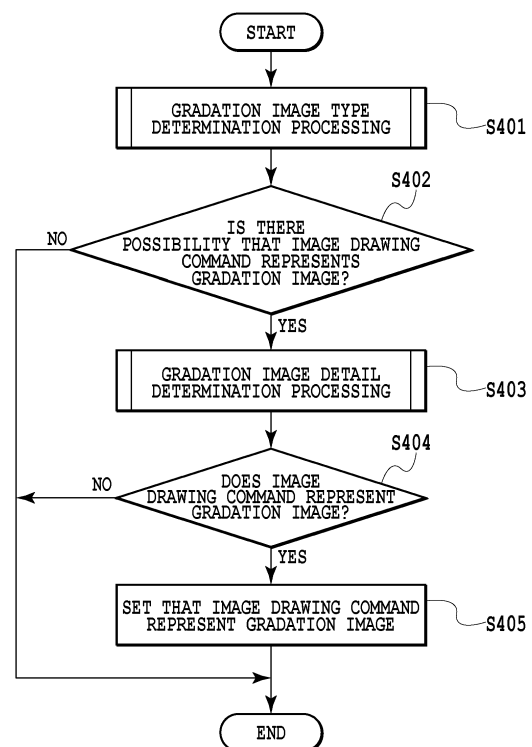 START
GRADATION IMAGE TYPE
DETERMINATION PROCESSING
S401
S402
IS THERE
POSSIBILITY THAT IMAGE DRAWING
COMMAND REPRESENTS
GRADATION IMAGE?
NO
YES
GRADATION IMAGE DETAIL
DETERMINATION PROCESSING
S403
S404
DOES IMAGE
DRAWING COMMAND REPRESENT
GRADATION IMAGE?
NO
YES
SET THAT IMAGE DRAWING COMMAND
REPRESENT GRADATION IMAGE
S405
END